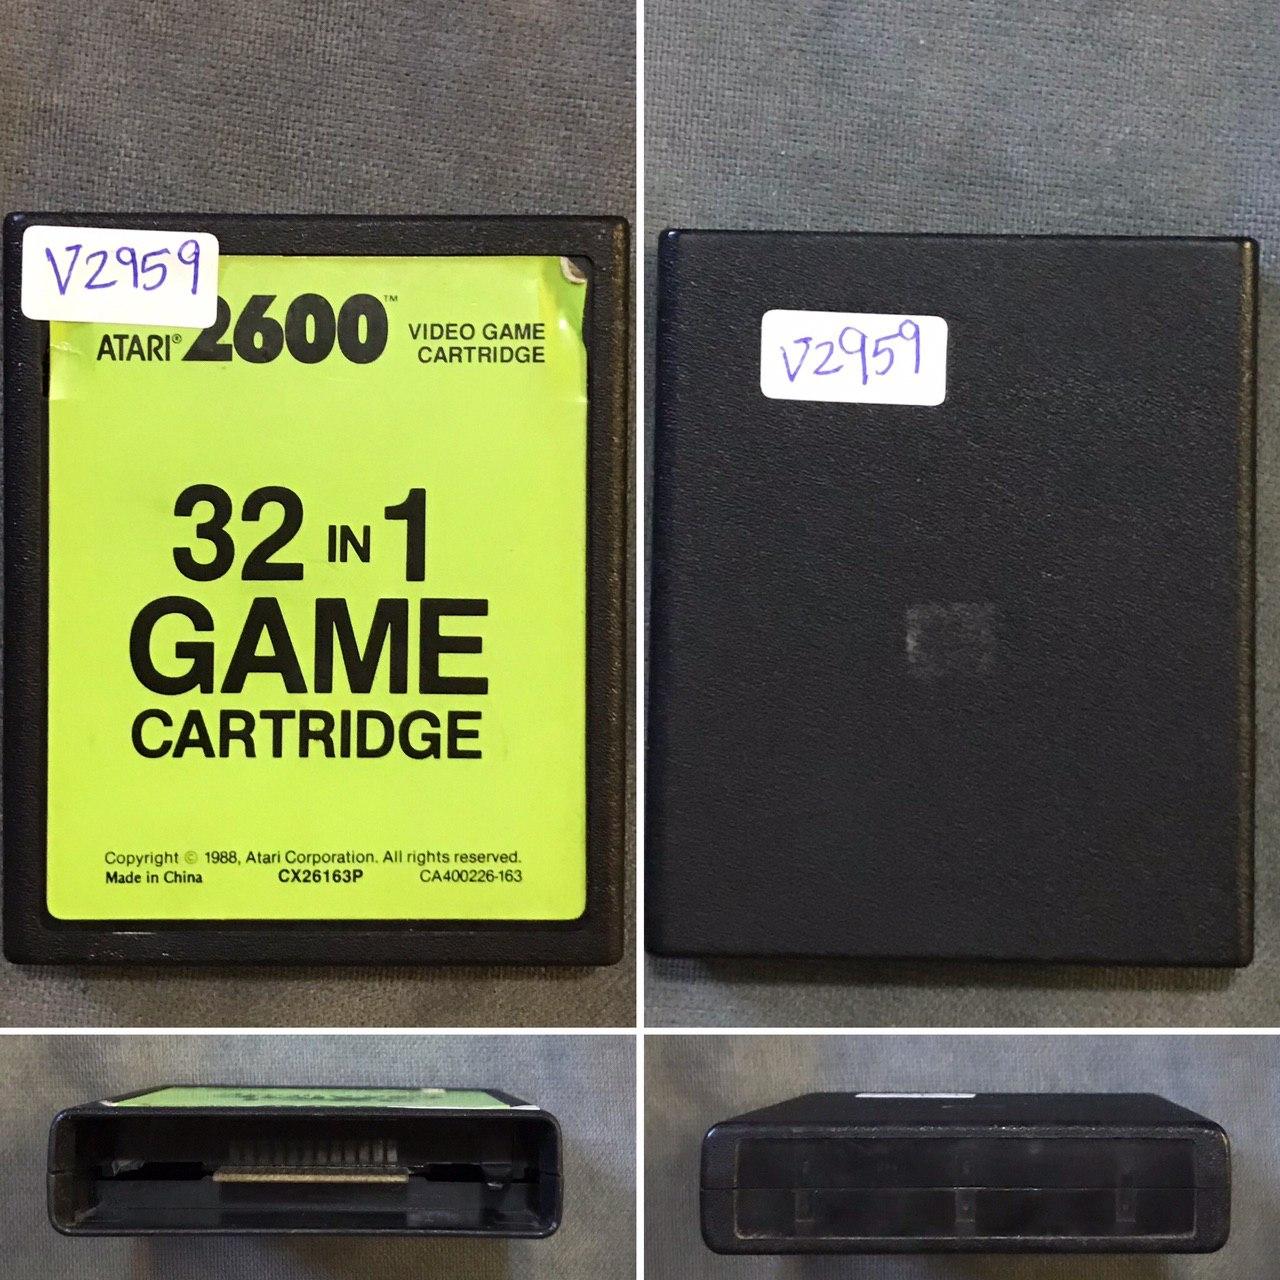 V2959
ATARI® 2600™ VIDEO GAME
CARTRIDGE
32 IN 1
GAME
CARTRIDGE
Copyright © 1988, Atari Corporation. All rights reserved.
Made in China CX26163P CA400226-163
V2959